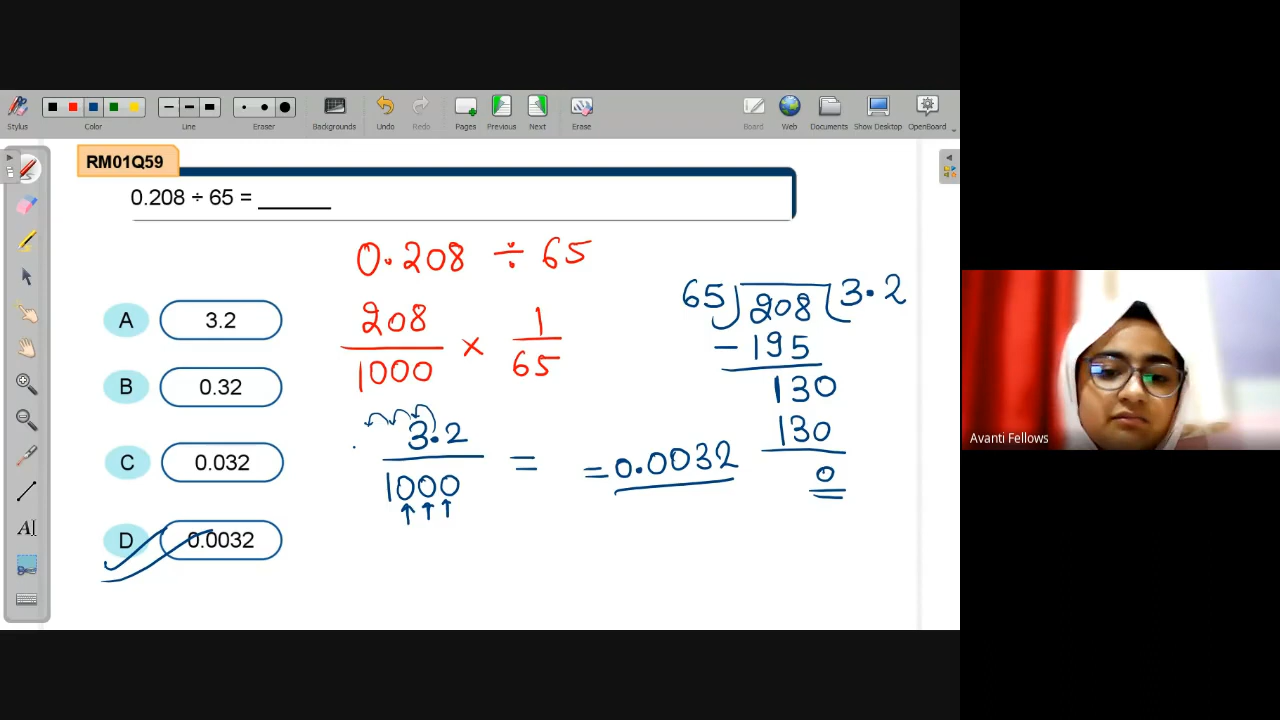 Stylus
Color
Line
Eraser
Backgrounds
Undo
Redo
Pages
Previous
Next
Erase
Board
Web
Documents
Show Desktop
OpenBoard
RM01Q59
0.208 ÷ 65 = ______
0.208 ÷ 65
A 3.2
208/1000 × 1/65
65)208(3.2
- 195
130
130
0
B 0.32
3.2/1000 = = 0.0032
C 0.032
D 0.0032
AI
Avanti Fellows